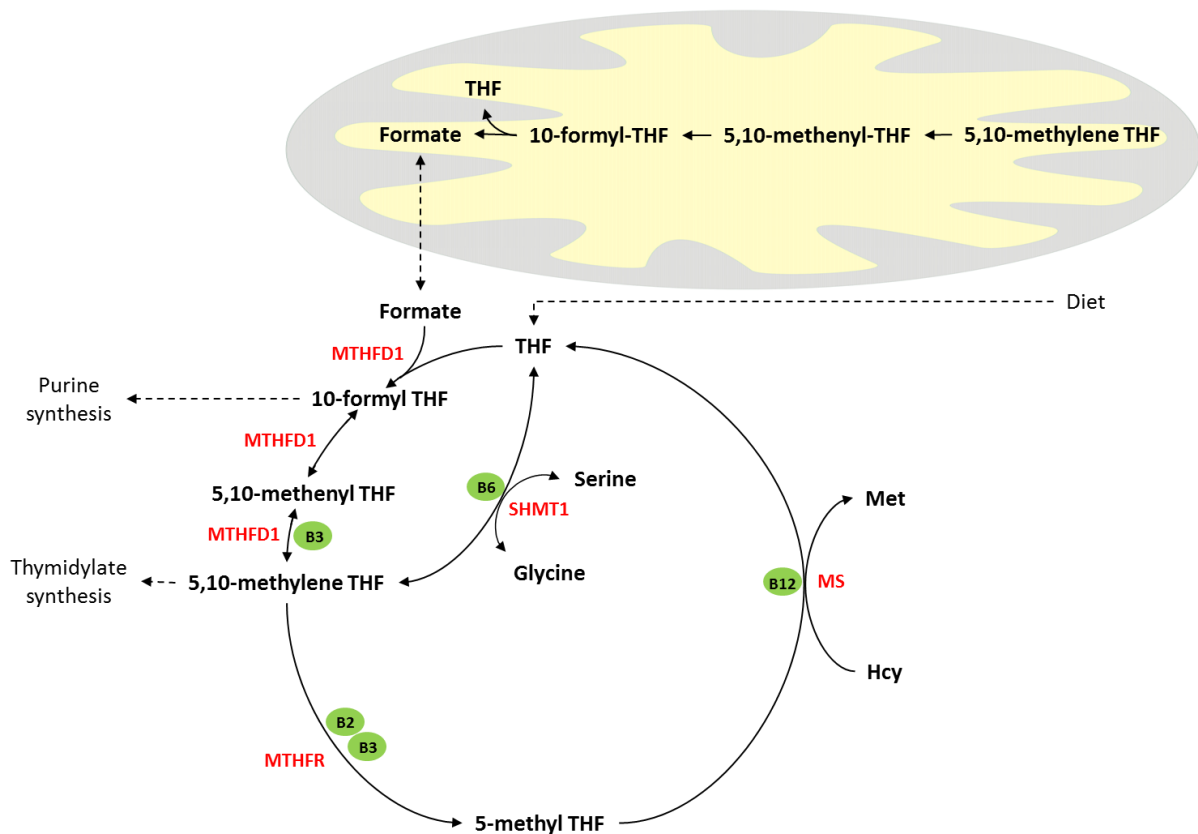 THF
Formate
10-formyl-THF
5,10-methenyl-THF
5,10-methylene THF
Formate
Diet
MTHFD1
THF
Purine
synthesis
10-formyl THF
MTHFD1
5,10-methenyl THF
B6
Serine
SHMT1
Met
MTHFD1
B3
Glycine
Thymidylate
synthesis
5,10-methylene THF
B12
MS
Hcy
B2
B3
MTHFR
5-methyl THF